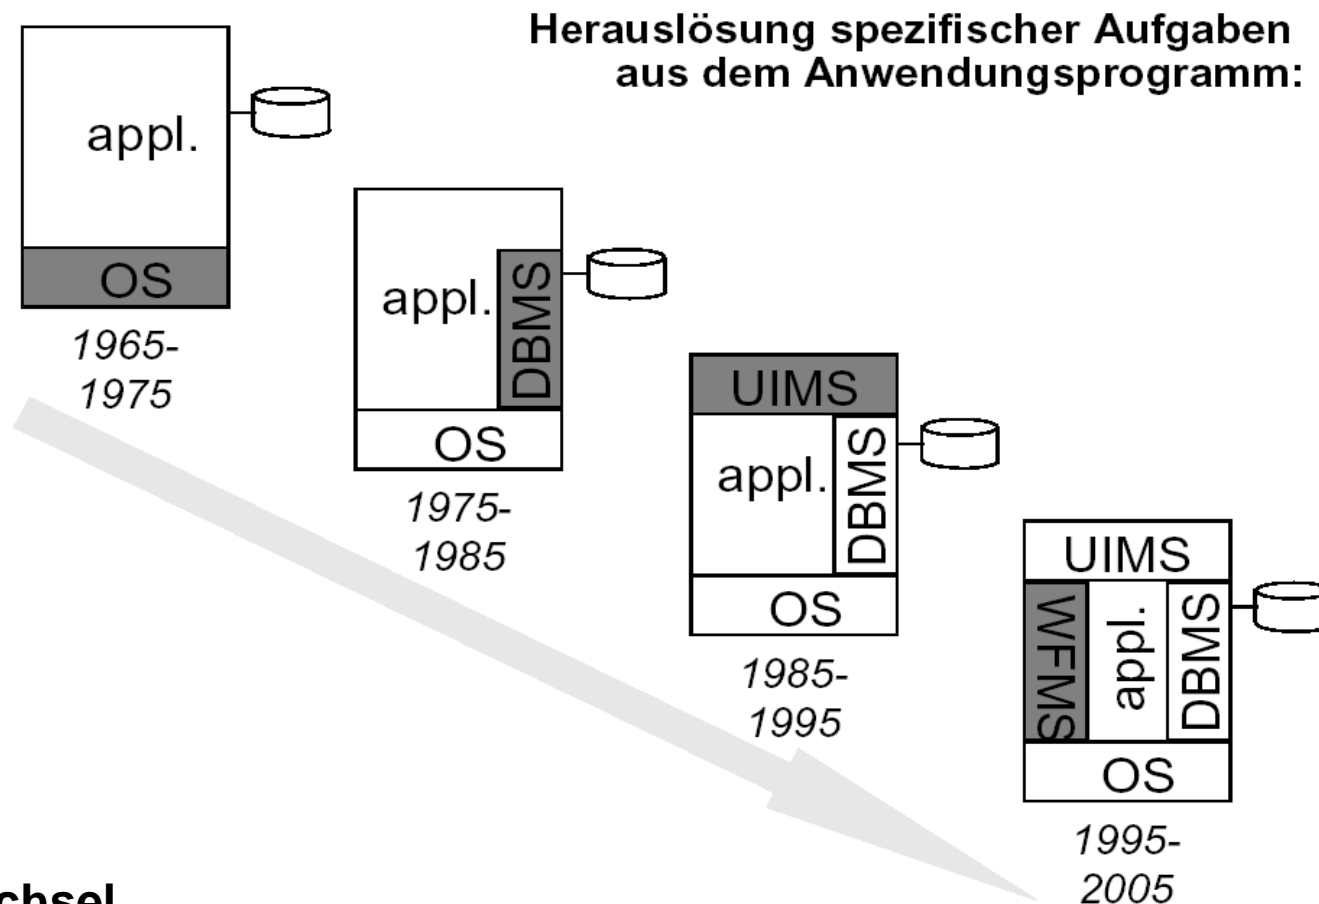 Herauslösung spezifischer Aufgaben
aus dem Anwendungsprogramm:
appl.
OS
1965-
1975
appl.
DBMS
OS
1975-
1985
UIMS
appl.
DBMS
OS
1985-
1995
UIMS
WFMS
appl.
DBMS
OS
1995-
2005
chsel